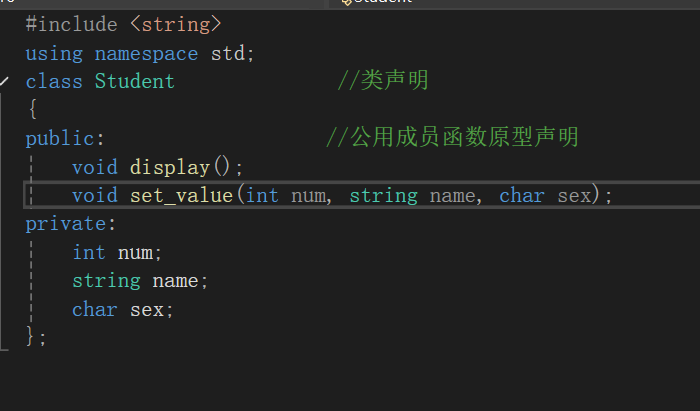 Student
#include <string>
using namespace std;
class Student //类声明
{
public: //公用成员函数原型声明
void display();
void set_value(int num, string name, char sex);
private:
int num;
string name;
char sex;
};